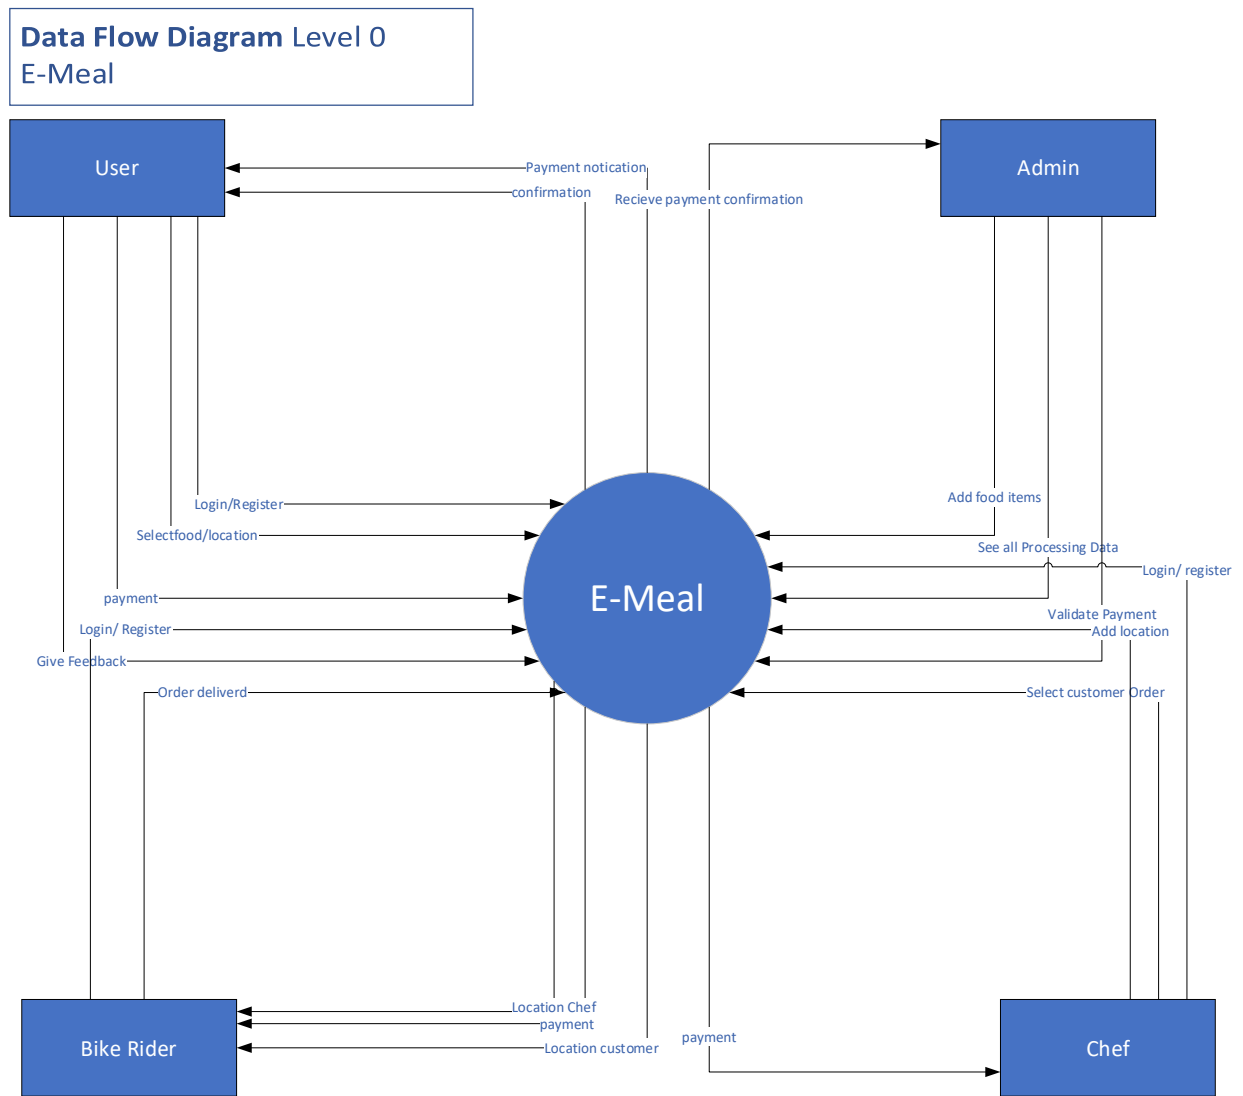 Data Flow Diagram Level 0
E-Meal
User
Admin
Payment notication
confirmation
Recieve payment confirmation
Login/Register
Add food items
Selectfood/location
See all Processing Data
Login/ register
E-Meal
payment
Validate Payment
Login/ Register
Add location
Give Feedback
Order deliverd
Select customer Order
Location Chef
payment
payment
Location customer
Bike Rider
Chef